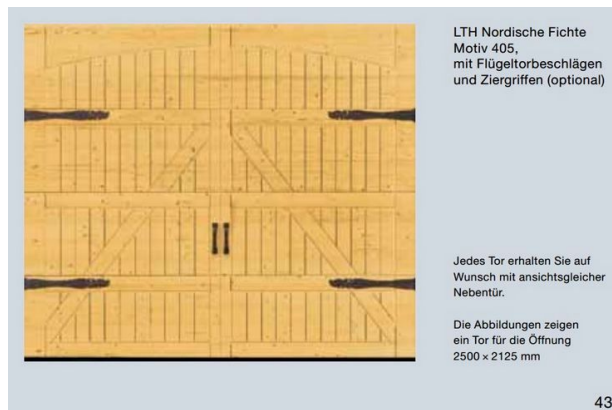 LTH Nordische Fichte
Motiv 405,
mit Flügeltorbeschlägen
und Ziergriffen (optional)
Jedes Tor erhalten Sie auf
Wunsch mit ansichtsgleicher
Nebentür.
Die Abbildungen zeigen
ein Tor für die Öffnung
2500 × 2125 mm
43